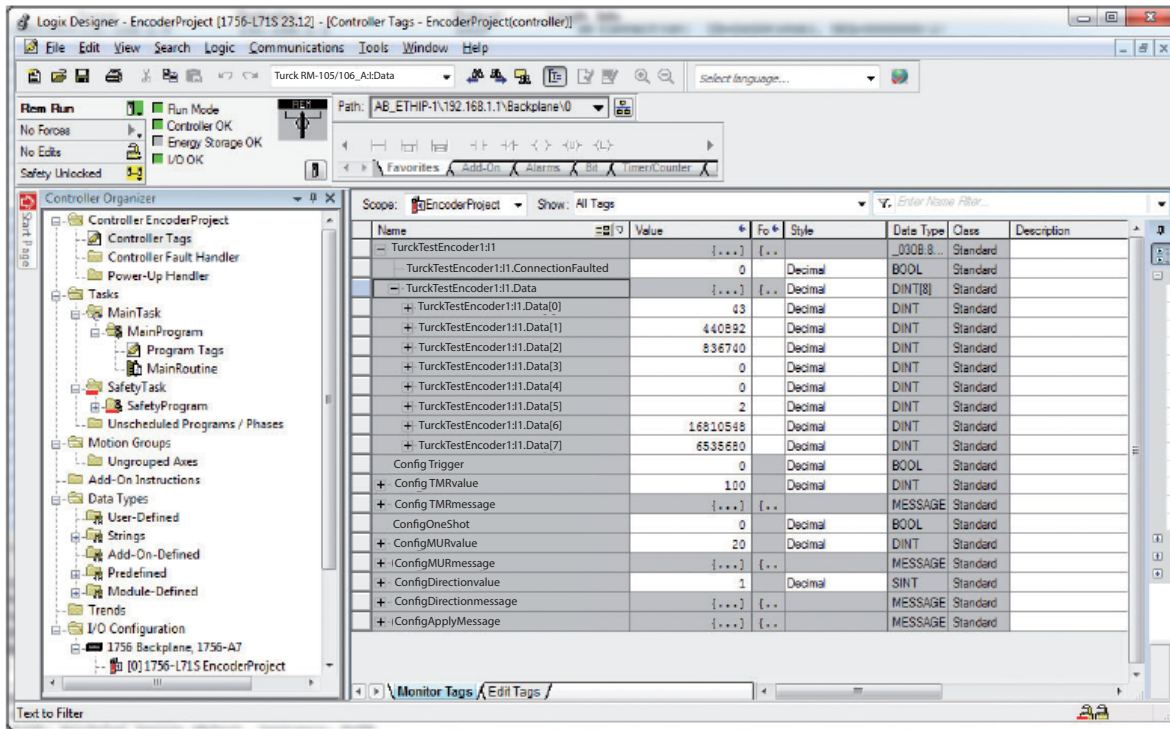 Logix Designer - EncoderProject [1756-L71S 23.12] - [Controller Tags - EncoderProject(controller)]
File Edit View Search Logic Communications Tools Window Help
Turck RM-105/106_A:I:Data
Select language...
Rem Run
No Forces
No Edits
Safety Unlocked
Run Mode
Controller OK
Energy Storage OK
I/O OK
REM
Path: AB_ETHIP-1\192.168.1.1\Backplane\0
Favorites Add-On Alarms Bit Timer/Counter
Start Page
Controller Organizer
Controller EncoderProject
Controller Tags
Controller Fault Handler
Power-Up Handler
Tasks
MainTask
MainProgram
Program Tags
MainRoutine
SafetyTask
SafetyProgram
Unscheduled Programs / Phases
Motion Groups
Ungrouped Axes
Add-On Instructions
Data Types
User-Defined
Strings
Add-On-Defined
Predefined
Module-Defined
Trends
I/O Configuration
1756 Backplane, 1756-A7
[0] 1756-L71S EncoderProject
Scope: EncoderProject Show: All Tags Enter Name Filter...
Name Value Fo Style Data Type Class Description
TurckTestEncoder1:I1 {...} {.. _030B:8... Standard
TurckTestEncoder1:I1.ConnectionFaulted 0 Decimal BOOL Standard
TurckTestEncoder1:I1.Data {...} {.. Decimal DINT[8] Standard
TurckTestEncoder1:I1.Data[0] 43 Decimal DINT Standard
TurckTestEncoder1:I1.Data[1] 440892 Decimal DINT Standard
TurckTestEncoder1:I1.Data[2] 836740 Decimal DINT Standard
TurckTestEncoder1:I1.Data[3] 0 Decimal DINT Standard
TurckTestEncoder1:I1.Data[4] 0 Decimal DINT Standard
TurckTestEncoder1:I1.Data[5] 2 Decimal DINT Standard
TurckTestEncoder1:I1.Data[6] 16810548 Decimal DINT Standard
TurckTestEncoder1:I1.Data[7] 6535680 Decimal DINT Standard
Config Trigger 0 Decimal BOOL Standard
Config TMRvalue 100 Decimal DINT Standard
Config TMRmessage {...} {.. MESSAGE Standard
ConfigOneShot 0 Decimal BOOL Standard
ConfigMURvalue 20 Decimal DINT Standard
ConfigMURmessage {...} {.. MESSAGE Standard
ConfigDirectionvalue 1 Decimal SINT Standard
ConfigDirectionmessage {...} {.. MESSAGE Standard
ConfigApplyMessage {...} {.. MESSAGE Standard
Monitor Tags Edit Tags
Text to Filter